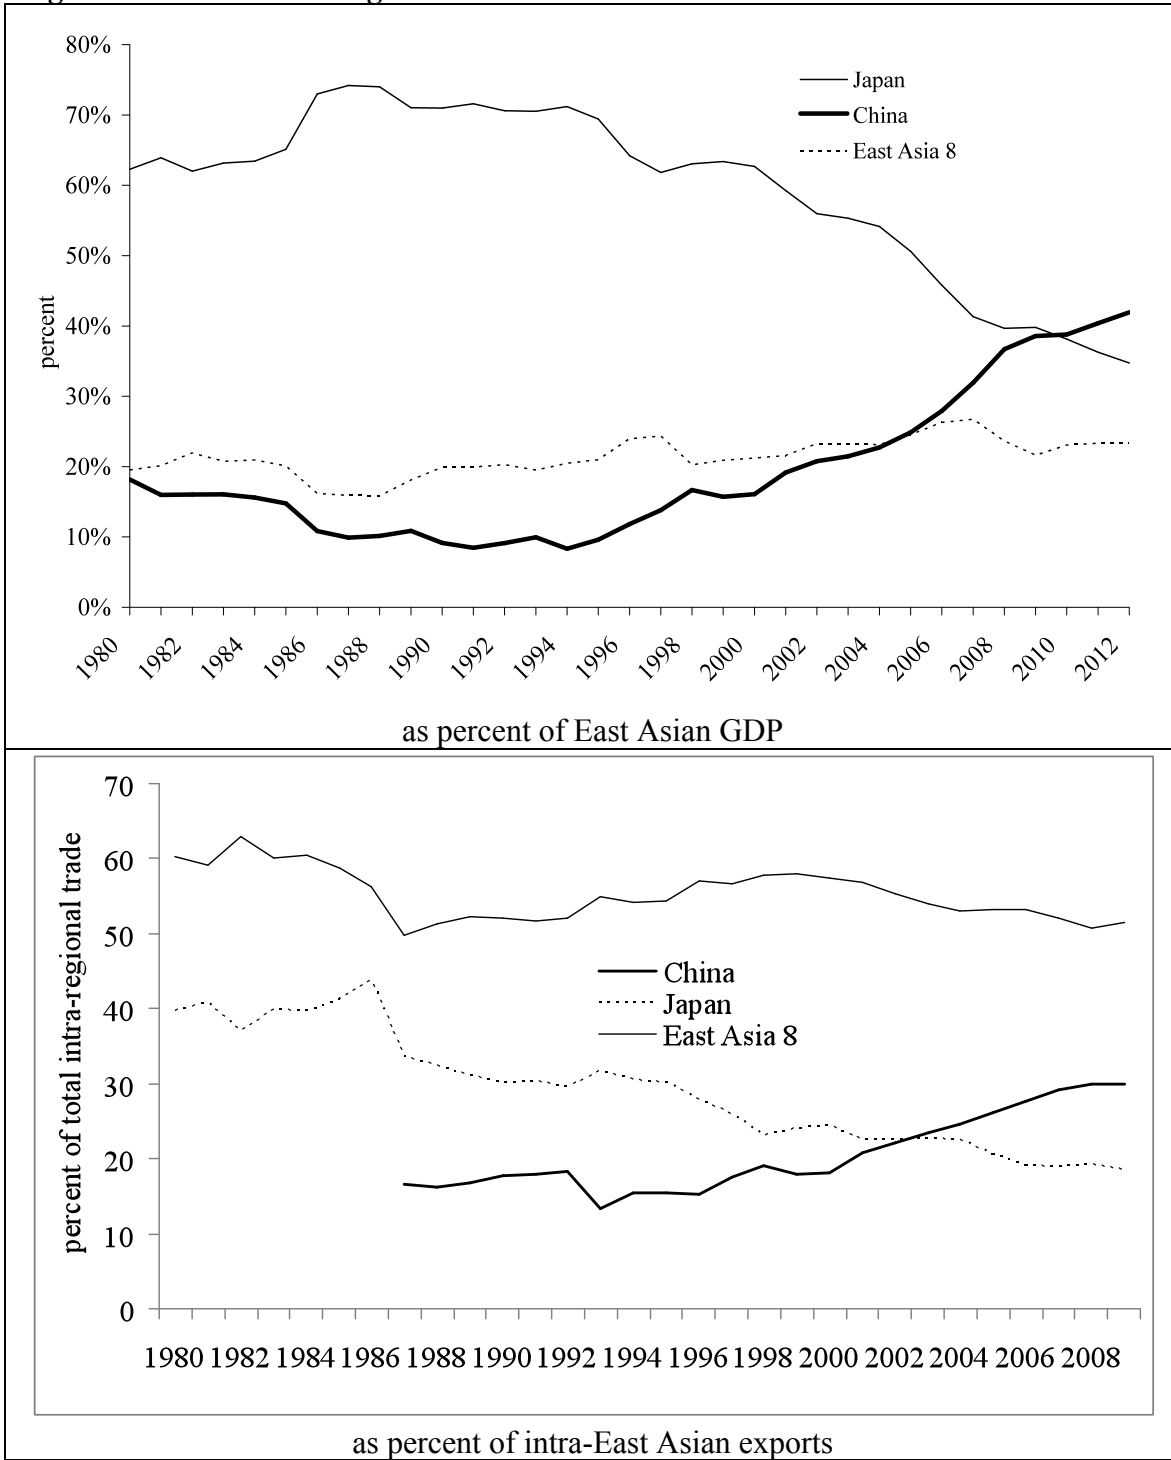 80%
70%
60%
50%
40%
30%
20%
10%
0%
percent
Japan
China
East Asia 8
1980 1982 1984 1986 1988 1990 1992 1994 1996 1998 2000 2002 2004 2006 2008 2010 2012
as percent of East Asian GDP
70
60
50
40
30
20
10
0
percent of total intra-regional trade
China
Japan
East Asia 8
1980 1982 1984 1986 1988 1990 1992 1994 1996 1998 2000 2002 2004 2006 2008
as percent of intra-East Asian exports